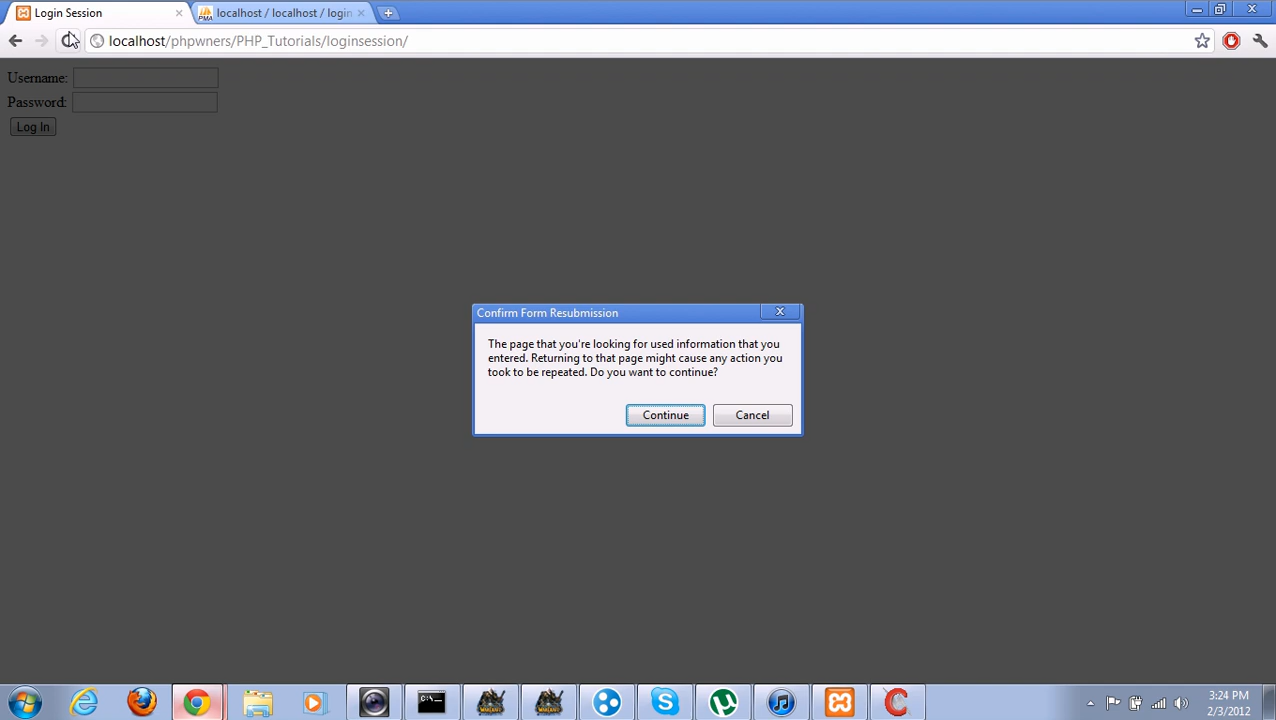 Login Session
localhost / localhost / login
localhost/phpwners/PHP_Tutorials/loginsession/
Username:
Password:
Log In
Confirm Form Resubmission
The page that you're looking for used information that you
entered. Returning to that page might cause any action you
took to be repeated. Do you want to continue?
Continue
Cancel
3:24 PM
2/3/2012